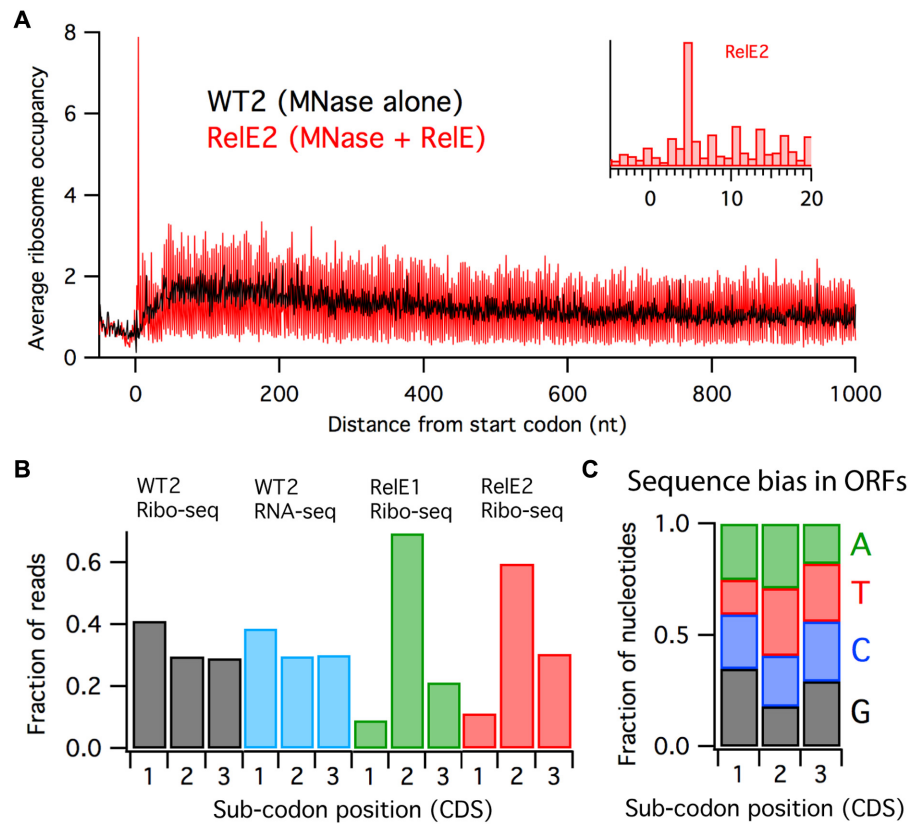 A
8
6
4
2
0
Average ribosome occupancy
WT2 (MNase alone)
RelE2 (MNase + RelE)
RelE2
0 10 20
0 200 400 600 800 1000
Distance from start codon (nt)
B
WT2 Ribo-seq
WT2 RNA-seq
RelE1 Ribo-seq
RelE2 Ribo-seq
0.6
0.4
0.2
0.0
Fraction of reads
1 2 3 1 2 3 1 2 3 1 2 3
Sub-codon position (CDS)
C
Sequence bias in ORFs
1.0
0.5
0.0
Fraction of nucleotides
A
T
C
G
1 2 3
Sub-codon position (CDS)